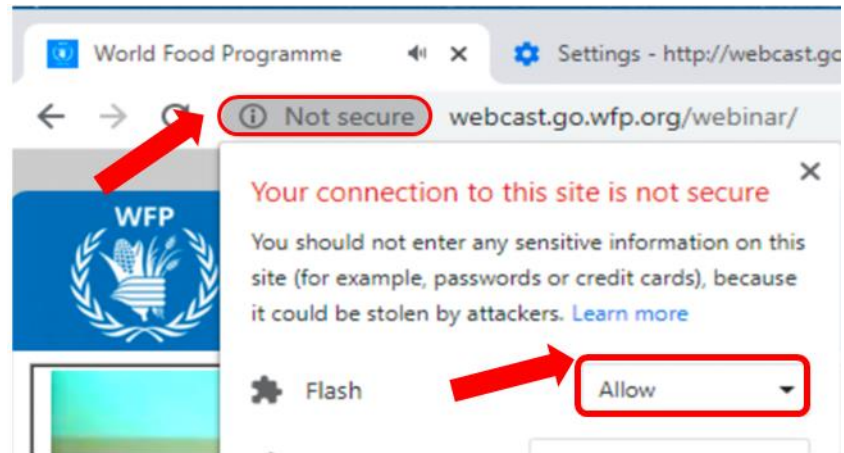 World Food Programme
Settings - http://webcast.go
Not secure webcast.go.wfp.org/webinar/
WFP
Your connection to this site is not secure
You should not enter any sensitive information on this
site (for example, passwords or credit cards), because
it could be stolen by attackers. Learn more
Flash Allow